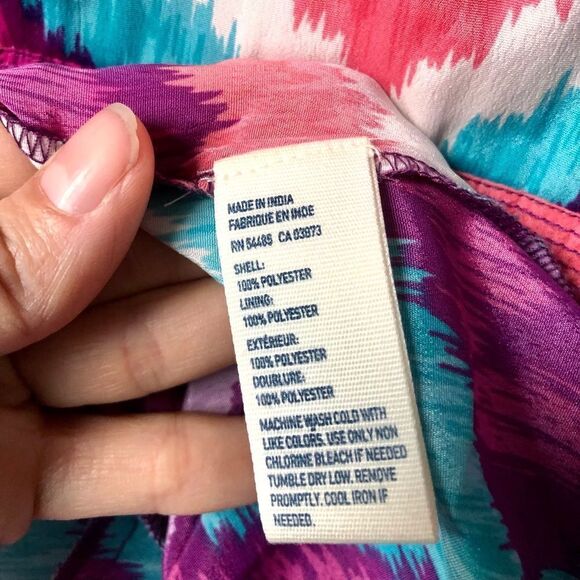 MADE IN INDIA
FABRIQUE EN INDE
RN 54485 CA 03973
SHELL:
100% POLYESTER
LINING:
100% POLYESTER
EXTÉRIEUR:
100% POLYESTER
DOUBLURE:
100% POLYESTER
MACHINE WASH COLD WITH
LIKE COLORS. USE ONLY NON
CHLORINE BLEACH IF NEEDED
TUMBLE DRY LOW. REMOVE
PROMPTLY. COOL IRON IF
NEEDED.